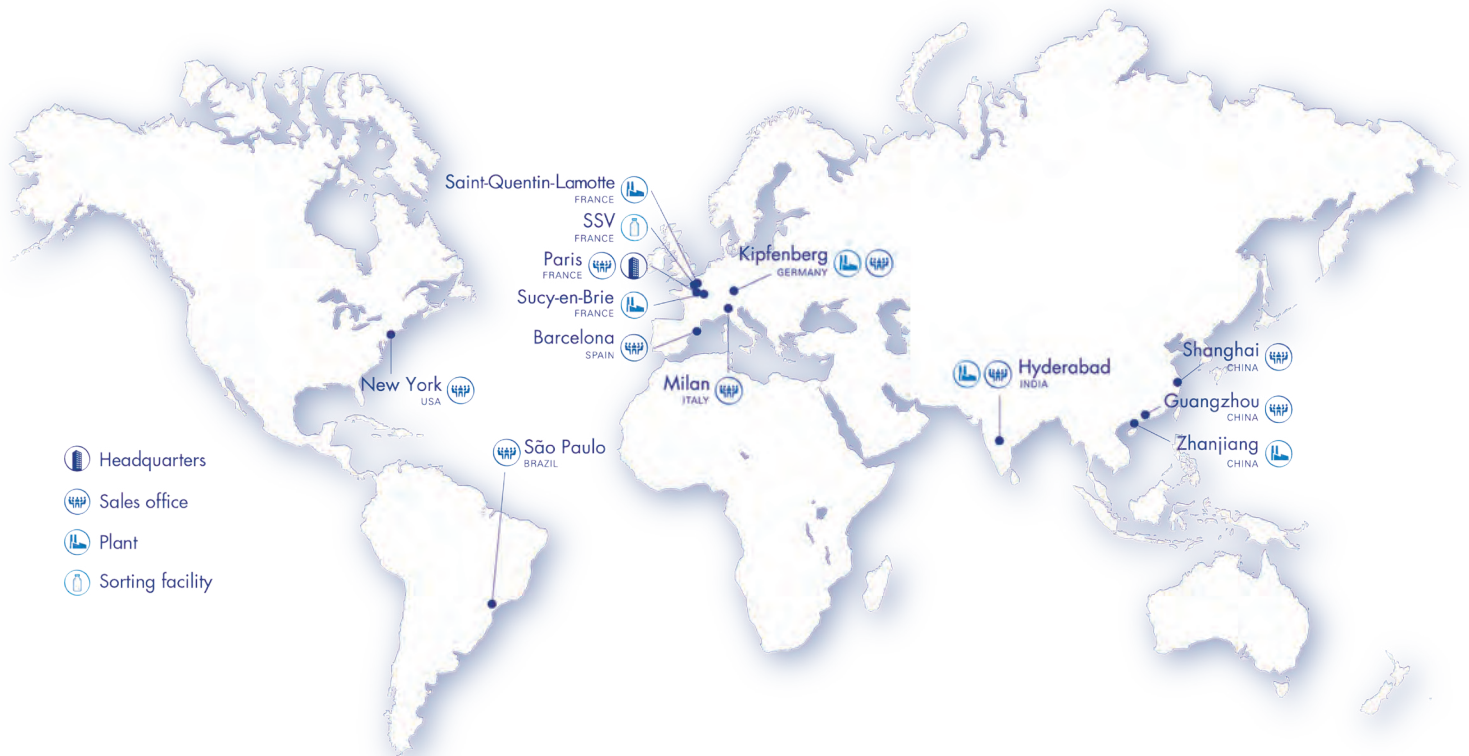 Saint-Quentin-Lamotte
FRANCE
SSV
FRANCE
Paris
FRANCE
Sucy-en-Brie
FRANCE
Barcelona
SPAIN
Kipfenberg
GERMANY
Milan
ITALY
New York
USA
São Paulo
BRAZIL
Hyderabad
INDIA
Shanghai
CHINA
Guangzhou
CHINA
Zhanjiang
CHINA
Headquarters
Sales office
Plant
Sorting facility